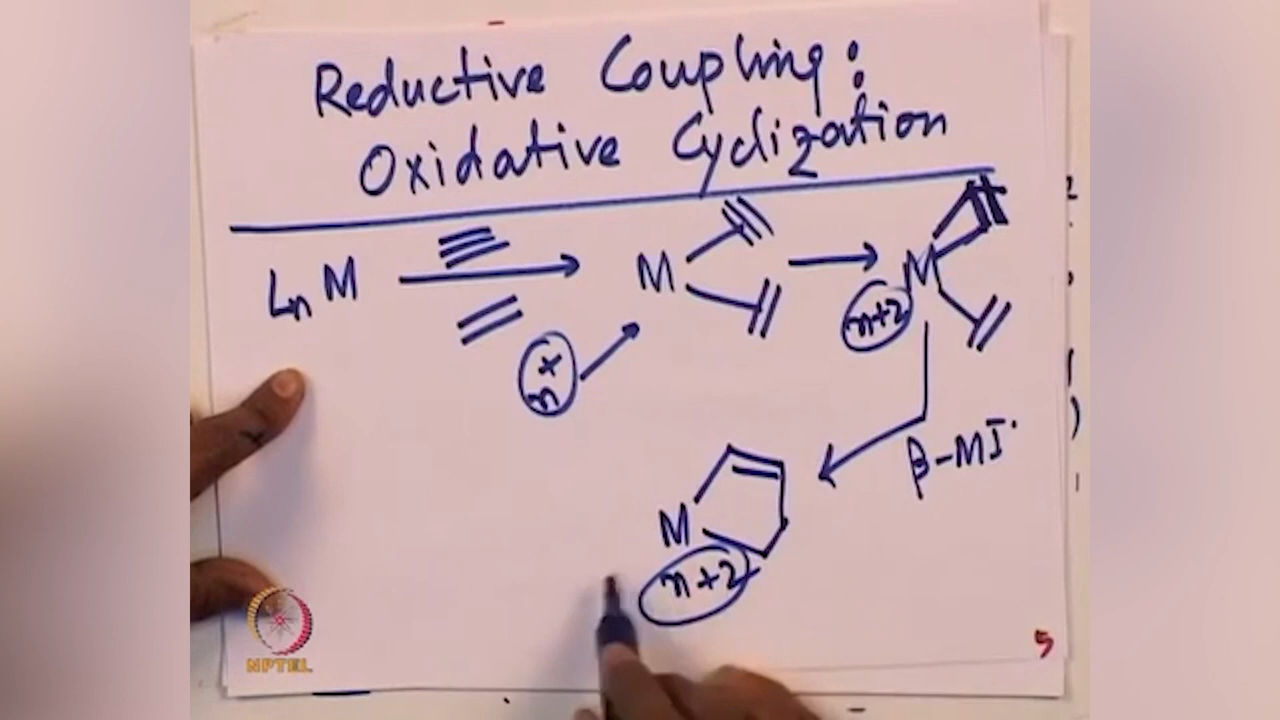 Reductive Coupling:
Oxidative Cyclization
LnM
M
M
n+2
n+
β-MI
M
n+2
5
NPTEL